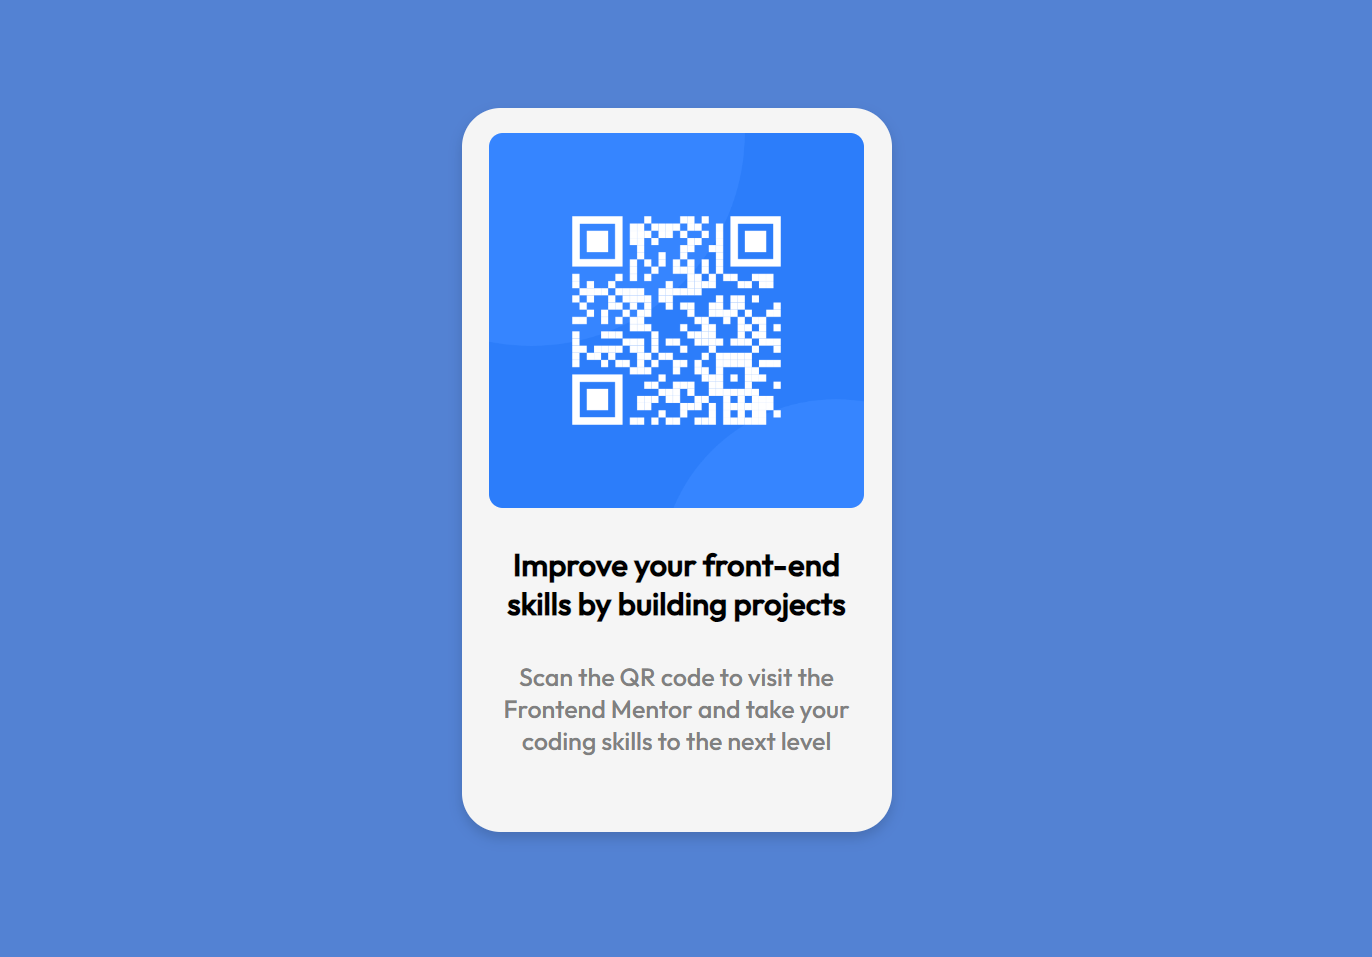 Improve your front-end
skills by building projects
Scan the QR code to visit the
Frontend Mentor and take your
coding skills to the next level